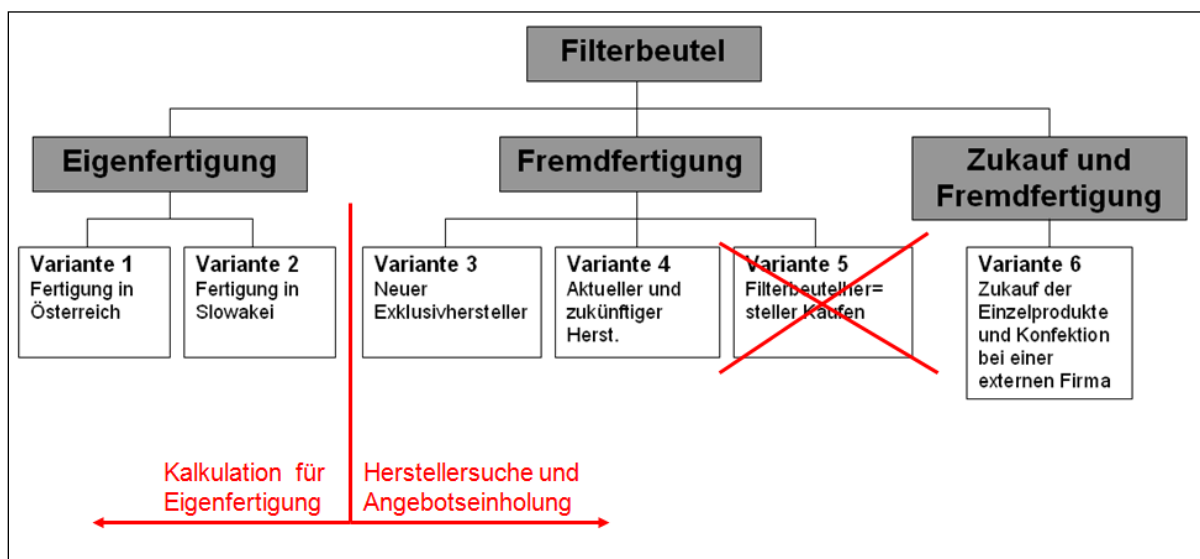 Filterbeutel
Eigenfertigung
Fremdfertigung
Zukauf und
Fremdfertigung
Variante 1
Fertigung in
Österreich
Variante 2
Fertigung in
Slowakei
Variante 3
Neuer
Exklusivhersteller
Variante 4
Aktueller und
zukünftiger
Herst.
Variante 5
Filterbeutelher=
steller Kaufen
Variante 6
Zukauf der
Einzelprodukte
und Konfektion
bei einer
externen Firma
Kalkulation für
Eigenfertigung
Herstellersuche und
Angebotseinholung